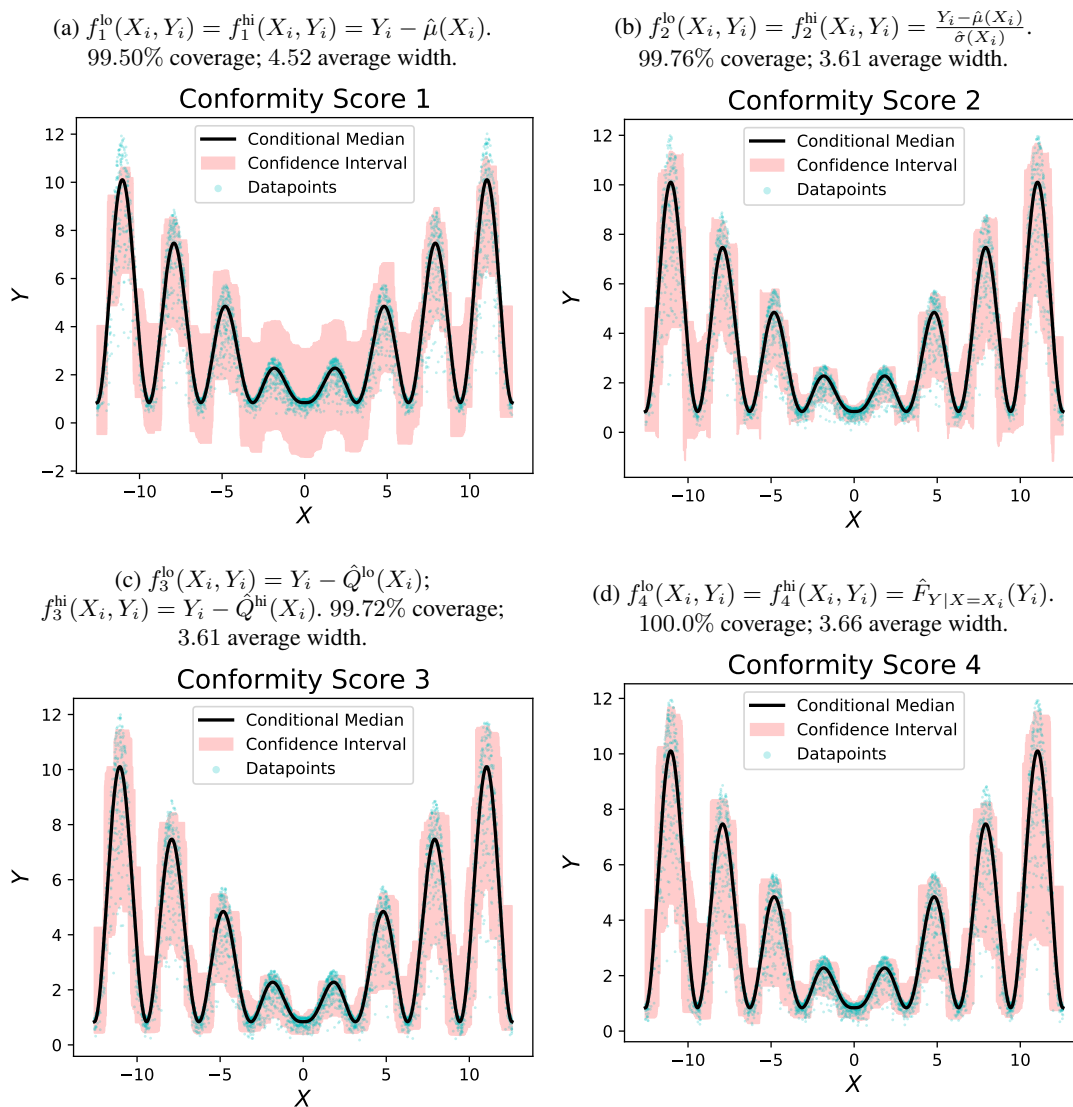 (a) $f_1^{\text{lo}}(X_i, Y_i) = f_1^{\text{hi}}(X_i, Y_i) = Y_i - \hat{\mu}(X_i)$.
99.50% coverage; 4.52 average width.
Conformity Score 1
Conditional Median
Confidence Interval
Datapoints
12
10
8
6
4
2
0
−2
Y
−10
−5
0
5
10
X
(b) $f_2^{\text{lo}}(X_i, Y_i) = f_2^{\text{hi}}(X_i, Y_i) = \frac{Y_i - \hat{\mu}(X_i)}{\hat{\sigma}(X_i)}$.
99.76% coverage; 3.61 average width.
Conformity Score 2
Conditional Median
Confidence Interval
Datapoints
12
10
8
6
4
2
0
Y
−10
−5
0
5
10
X
(c) $f_3^{\text{lo}}(X_i, Y_i) = Y_i - \hat{Q}^{\text{lo}}(X_i)$;
$f_3^{\text{hi}}(X_i, Y_i) = Y_i - \hat{Q}^{\text{hi}}(X_i)$. 99.72% coverage;
3.61 average width.
Conformity Score 3
Conditional Median
Confidence Interval
Datapoints
12
10
8
6
4
2
0
Y
−10
−5
0
5
10
X
(d) $f_4^{\text{lo}}(X_i, Y_i) = f_4^{\text{hi}}(X_i, Y_i) = \hat{F}_{Y|X=X_i}(Y_i)$.
100.0% coverage; 3.66 average width.
Conformity Score 4
Conditional Median
Confidence Interval
Datapoints
12
10
8
6
4
2
0
Y
−10
−5
0
5
10
X